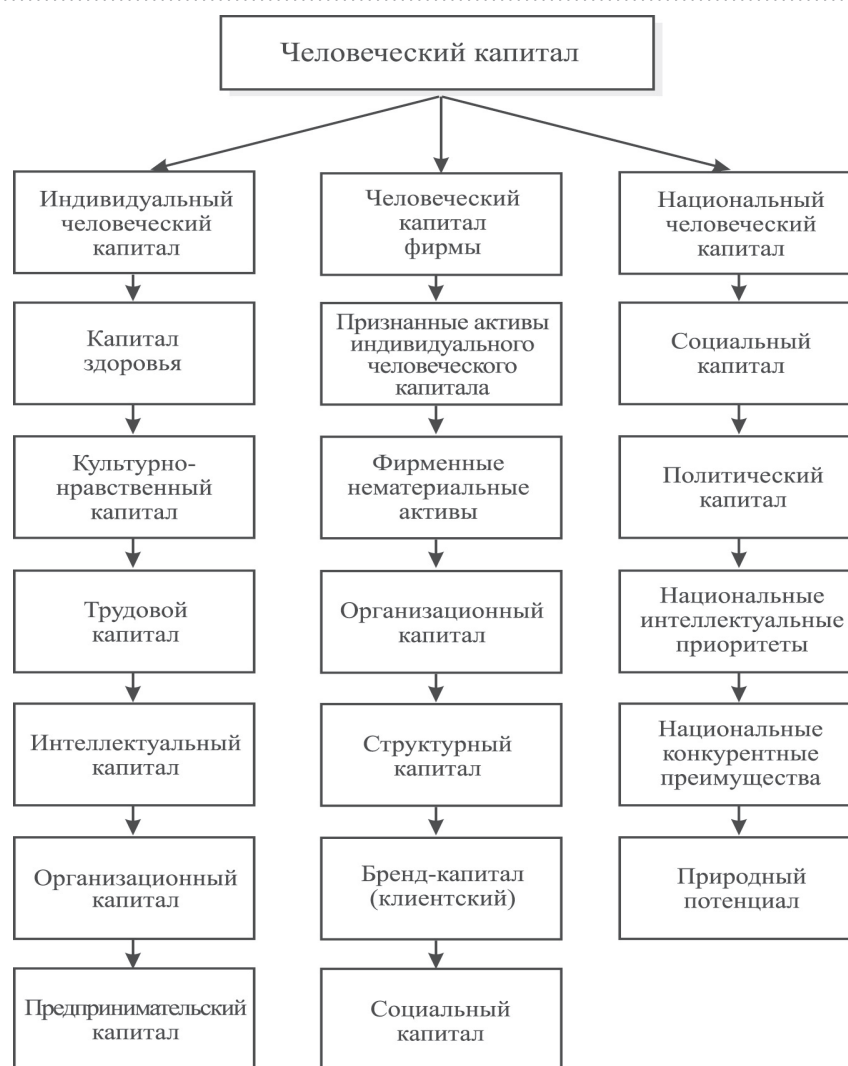 Человеческий капитал
Индивидуальный
человеческий
капитал
Капитал
здоровья
Культурно-
нравственный
капитал
Трудовой
капитал
Интеллектуальный
капитал
Организационный
капитал
Предпринимательский
капитал
Человеческий
капитал
фирмы
Признанные активы
индивидуального
человеческого
капитала
Фирменные
нематериальные
активы
Организационный
капитал
Структурный
капитал
Бренд-капитал
(клиентский)
Социальный
капитал
Национальный
человеческий
капитал
Социальный
капитал
Политический
капитал
Национальные
интеллектуальные
приоритеты
Национальные
конкурентные
преимущества
Природный
потенциал